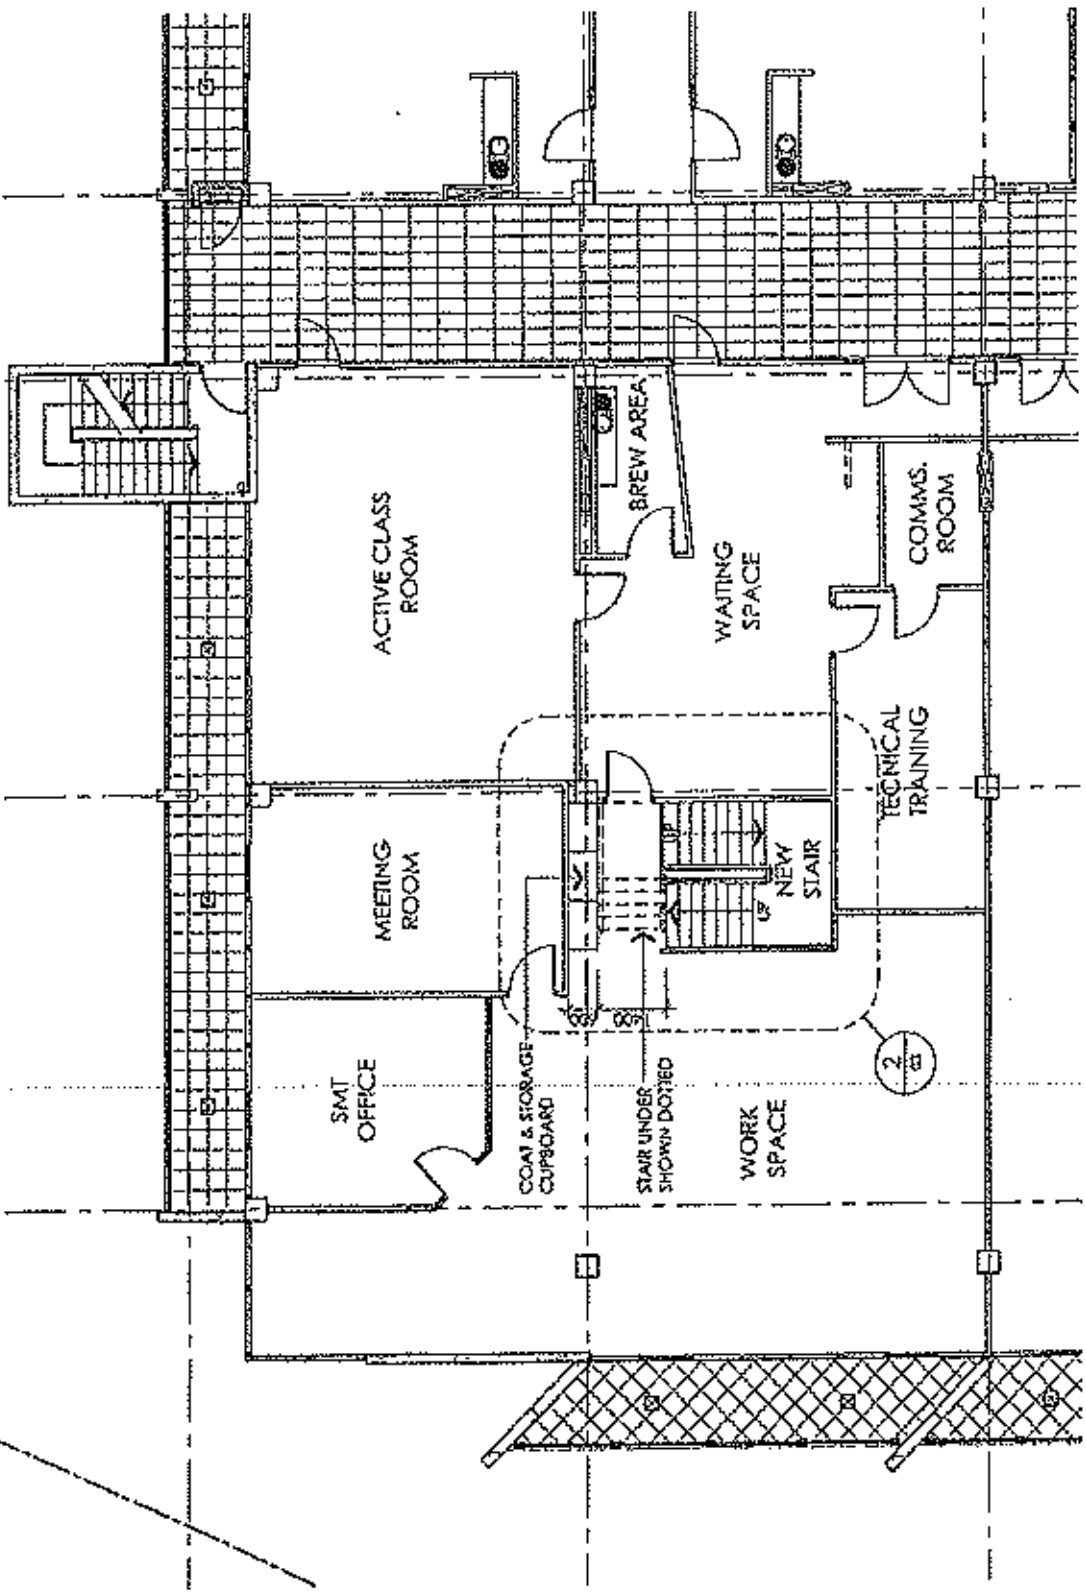 ACTIVE CLASS
ROOM
BREW AREA
WAITING
SPACE
COMMS.
ROOM
MEETING
ROOM
NEW
STAIR
UP
UP
TECNICAL
TRAINING
SMT
OFFICE
COAT & STORAGE
CUPBOARD
STAIR UNDER
SHOWN DOTTED
WORK
SPACE
2